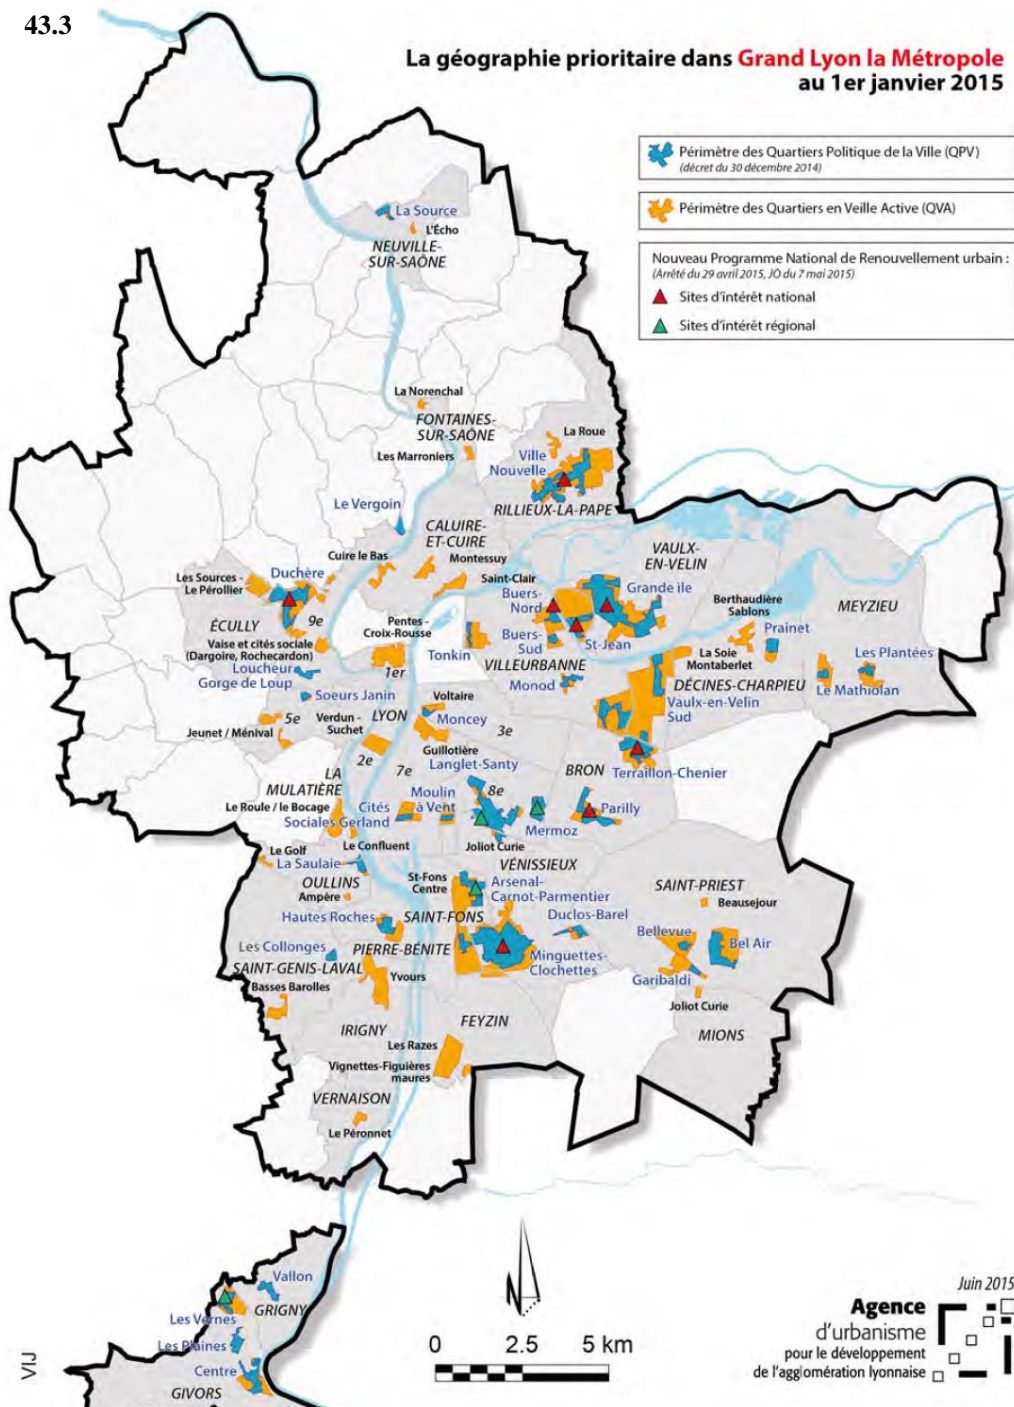 43.3
La géographie prioritaire dans Grand Lyon la Métropole
au 1er janvier 2015
Périmètre des Quartiers Politique de la Ville (QPV)
(décret du 30 décembre 2014)
Périmètre des Quartiers en Veille Active (QVA)
Nouveau Programme National de Renouvellement urbain :
(Arrêté du 29 avril 2015, JO du 7 mai 2015)
Sites d'intérêt national
Sites d'intérêt régional
La Source
L'Écho
NEUVILLE-
SUR-SAÔNE
La Norenchal
FONTAINES-
SUR-SAÔNE
Les Marroniers
La Roue
Ville
Nouvelle
RILLIEUX-LA-PAPE
Le Vergoin
CALUIRE-
ET-CUIRE
Cuire le Bas
Montessuy
VAULX-
EN-VELIN
Les Sources -
Le Pérollier
Duchère
Saint-Clair
Buers-
Nord
Grande ile
Berthaudière
Sablons
MEYZIEU
ÉCULLY
9e
Pentes -
Croix-Rousse
Prainet
Vaise et cités sociale
(Dargoire, Rochecardon)
Tonkin
Buers-
Sud
St-Jean
La Soie
Montaberlet
Les Plantées
Loucheur
Gorge de Loup
1er
VILLEURBANNE
Monod
DÉCINES-CHARPIEU
Le Mathiolan
Soeurs Janin
Voltaire
Vaulx-en-Velin
Sud
5e
Verdun -
Suchet
LYON
Moncey
3e
Jeunet / Ménival
Guillotière
2e
7e
Langlet-Santy
BRON
Terraillon-Chenier
LA
MULATIÈRE
Moulin
à Vent
8e
Le Roule / le Bocage
Cités
Sociales Gerland
Mermoz
Parilly
Le Golf
Le Confluent
Joliot Curie
La Saulaie
VÉNISSIEUX
OULLINS
St-Fons
Centre
Arsenal-
Carnot-Parmentier
SAINT-PRIEST
Ampère
Beausejour
Hautes Roches
SAINT-FONS
Duclos-Barel
Bellevue
Bel Air
Les Collonges
PIERRE-BÉNITE
Minguettes-
Clochettes
SAINT-GENIS-LAVAL
Yvours
Garibaldi
Basses Barolles
Joliot Curie
IRIGNY
FEYZIN
MIONS
Les Razes
Vignettes-Figuières
maures
VERNAISON
Le Péronnet
Vallon
GRIGNY
Les Vernes
Les Plaines
Centre
GIVORS
VIJ
N
0 2.5 5 km
Juin 2015
Agence
d'urbanisme
pour le développement
de l'agglomération lyonnaise